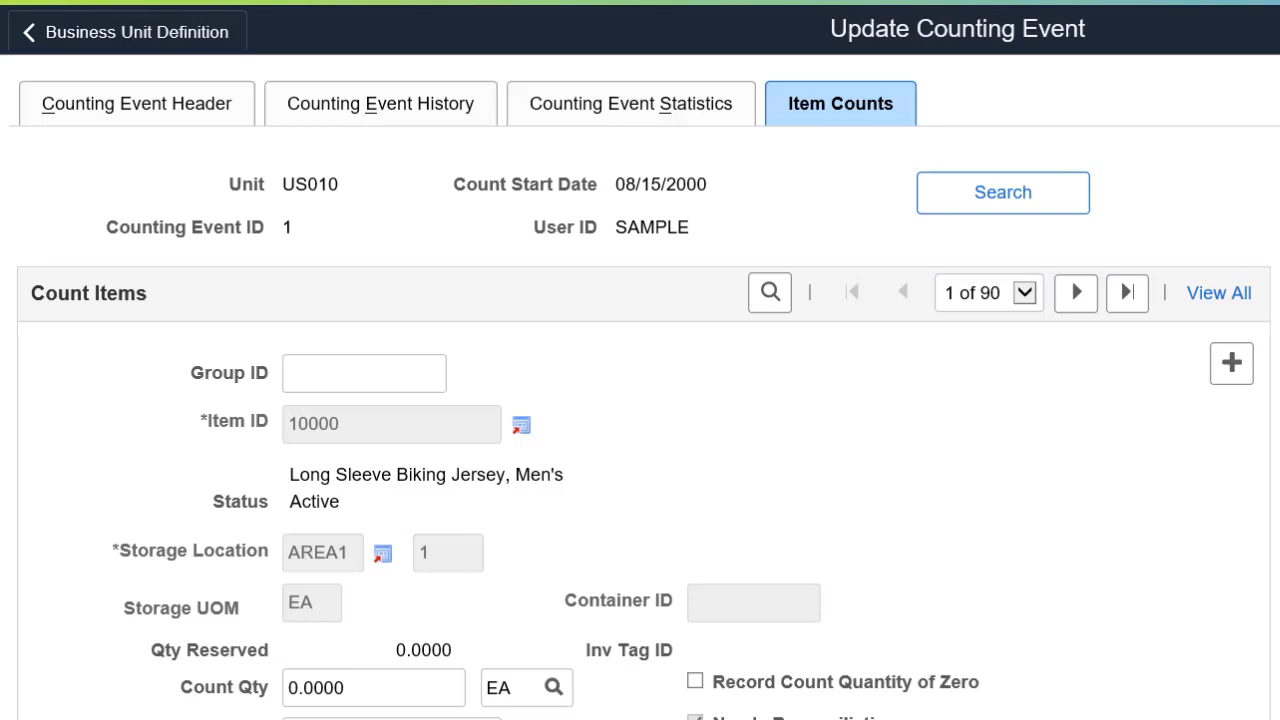 Business Unit Definition
Update Counting Event
Counting Event Header
Counting Event History
Counting Event Statistics
Item Counts
Unit US010
Count Start Date 08/15/2000
Search
Counting Event ID 1
User ID SAMPLE
Count Items
|
1 of 90
|
View All
Group ID
*Item ID 10000
Long Sleeve Biking Jersey, Men's
Status Active
*Storage Location AREA1 1
Storage UOM EA
Container ID
Qty Reserved 0.0000
Inv Tag ID
Count Qty 0.0000 EA
Record Count Quantity of Zero